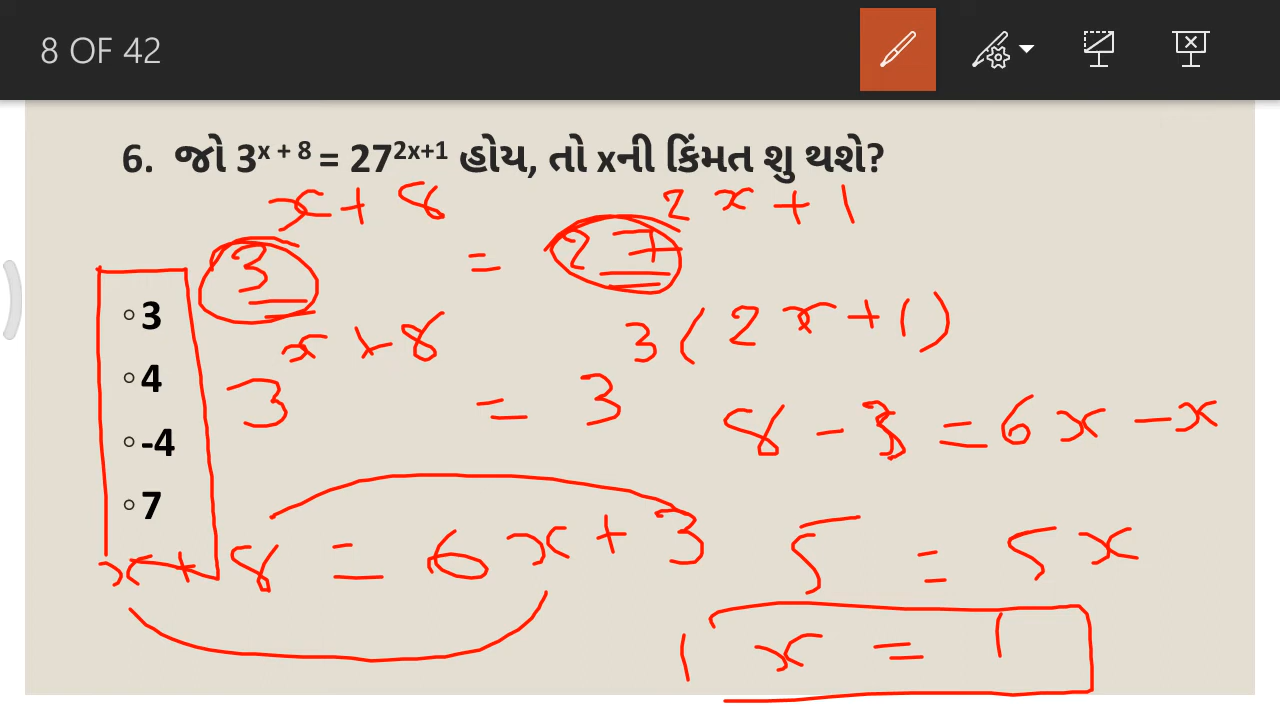 8 OF 42
6. જો 3^(x + 8) = 27^(2x+1) હોય, તો xની કિંમત શુ થશે?
3^(x + 8) = 27^(2x + 1)
3
4
-4
7
3^(x + 8) = 3^(3(2x + 1))
x + 8 = 6x + 3
8 - 3 = 6x - x
5 = 5x
1
x = 1